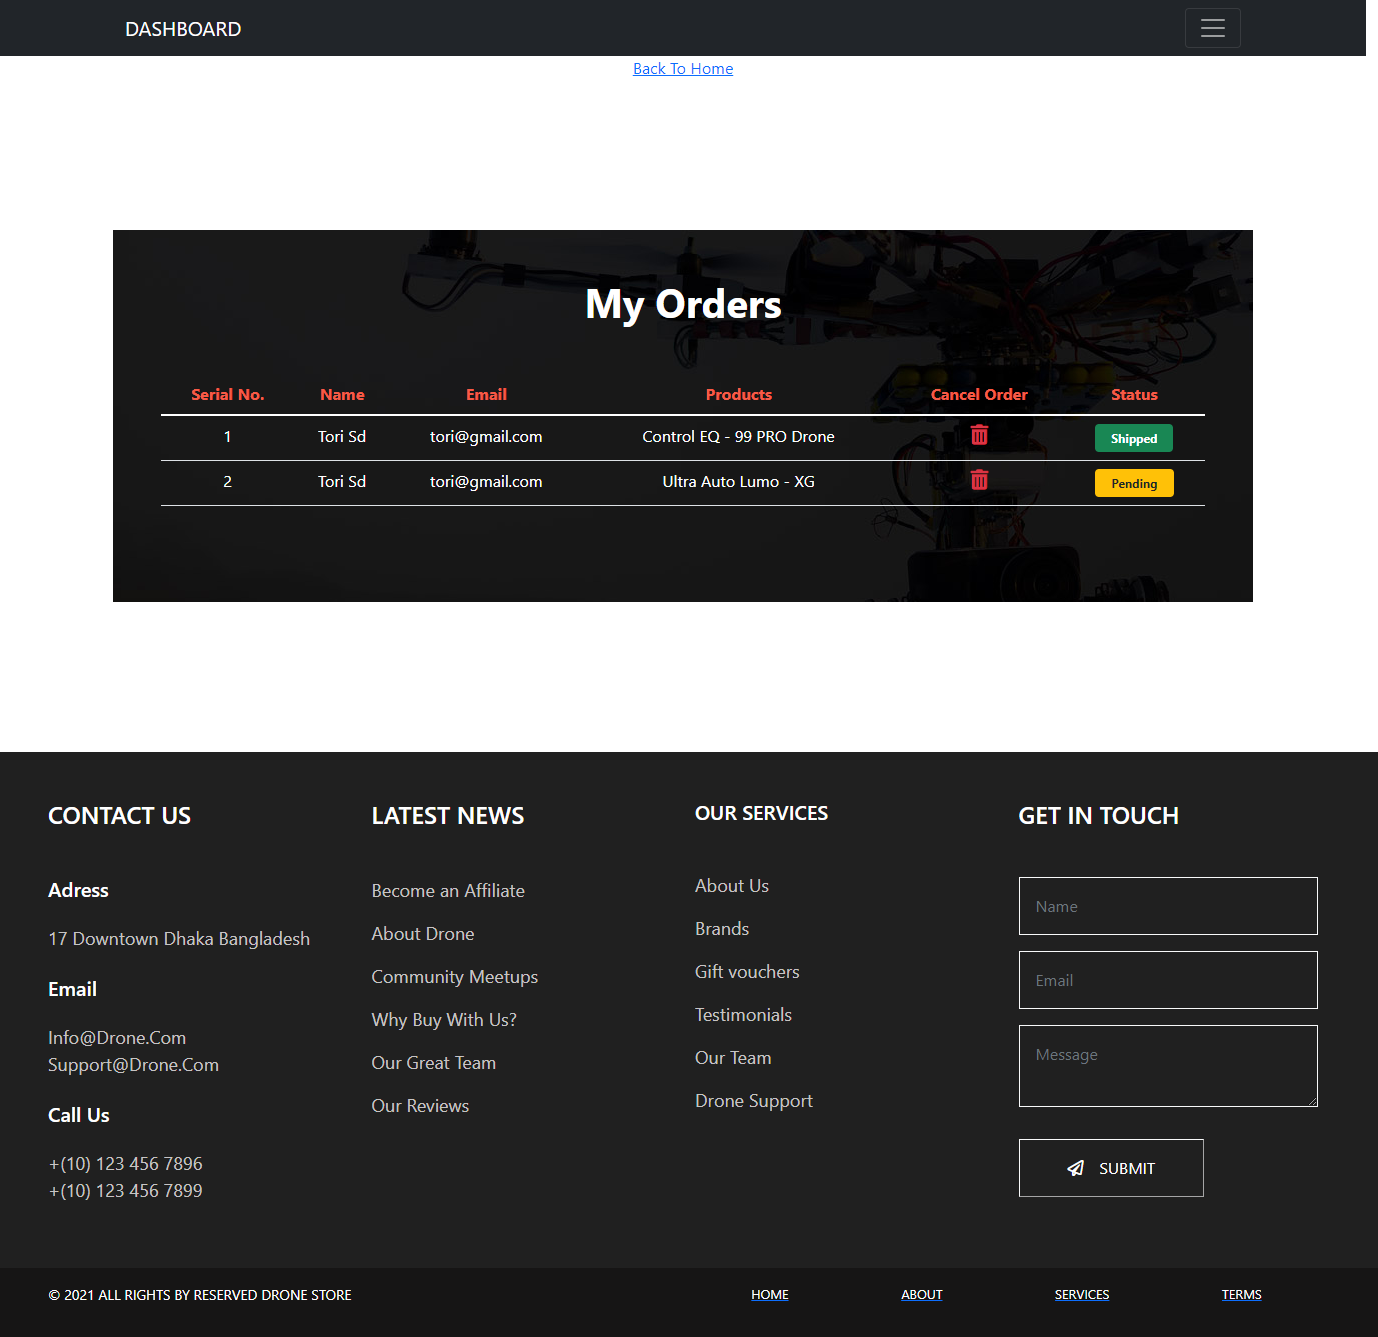 DASHBOARD
Back To Home
My Orders
Serial No. Name Email Products Cancel Order Status
1 Tori Sd tori@gmail.com Control EQ - 99 PRO Drone Shipped
2 Tori Sd tori@gmail.com Ultra Auto Lumo - XG Pending
CONTACT US
Adress
17 Downtown Dhaka Bangladesh
Email
Info@Drone.Com
Support@Drone.Com
Call Us
+(10) 123 456 7896
+(10) 123 456 7899
LATEST NEWS
Become an Affiliate
About Drone
Community Meetups
Why Buy With Us?
Our Great Team
Our Reviews
OUR SERVICES
About Us
Brands
Gift vouchers
Testimonials
Our Team
Drone Support
GET IN TOUCH
Name
Email
Message
SUBMIT
© 2021 ALL RIGHTS BY RESERVED DRONE STORE
HOME ABOUT SERVICES TERMS